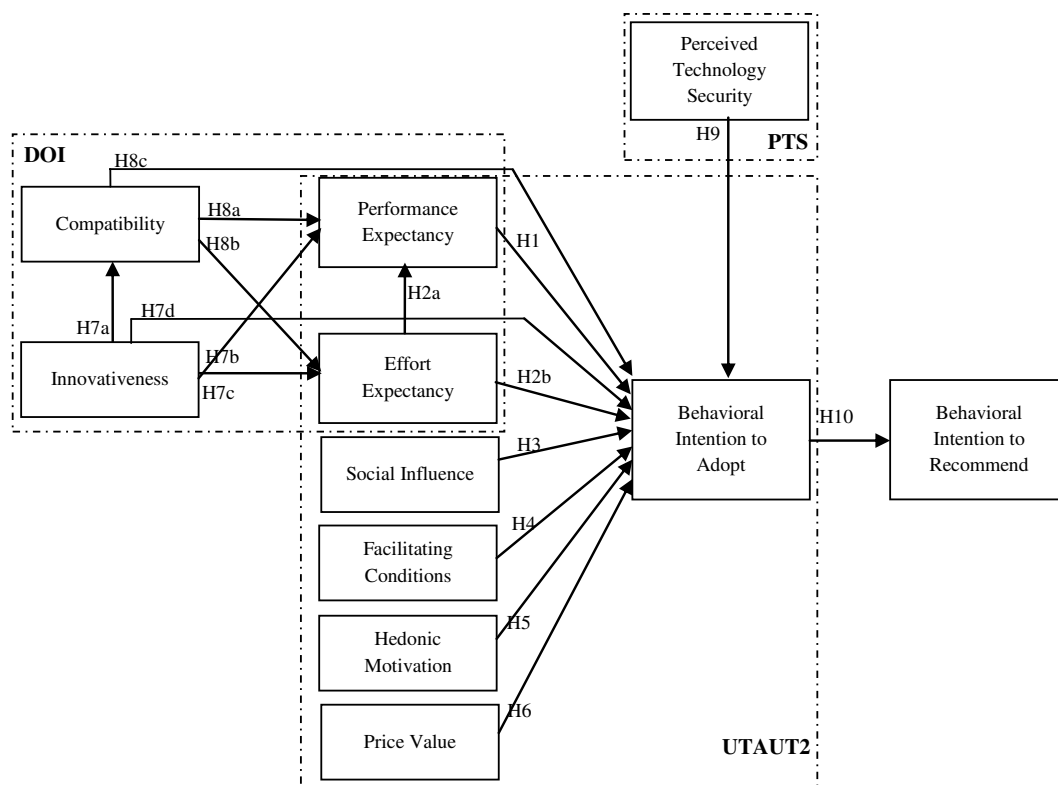 Perceived
Technology
Security
H9
PTS
DOI
H8c
Compatibility
H8a
H8b
Performance
Expectancy
H1
H7a
H7d
H2a
Innovativeness
H7b
H7c
Effort
Expectancy
H2b
Behavioral
Intention to
Adopt
H10
Behavioral
Intention to
Recommend
Social Influence
H3
Facilitating
Conditions
H4
Hedonic
Motivation
H5
Price Value
H6
UTAUT2